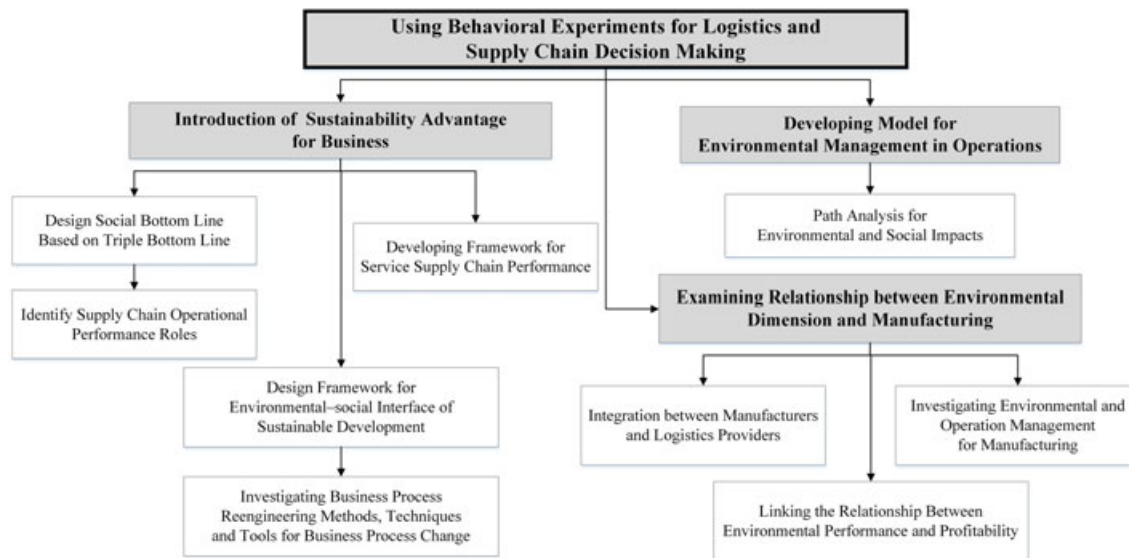 Using Behavioral Experiments for Logistics and
Supply Chain Decision Making
Introduction of Sustainability Advantage
for Business
Developing Model for
Environmental Management in Operations
Design Social Bottom Line
Based on Triple Bottom Line
Developing Framework for
Service Supply Chain Performance
Path Analysis for
Environmental and Social Impacts
Identify Supply Chain Operational
Performance Roles
Examining Relationship between Environmental
Dimension and Manufacturing
Design Framework for
Environmental–social Interface of
Sustainable Development
Integration between Manufacturers
and Logistics Providers
Investigating Environmental and
Operation Management
for Manufacturing
Investigating Business Process
Reengineering Methods, Techniques
and Tools for Business Process Change
Linking the Relationship Between
Environmental Performance and Profitability